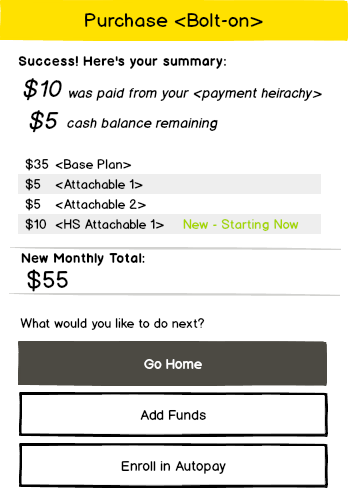 Purchase <Bolt-on>
Success! Here's your summary:
$10 was paid from your <payment heirachy>
$5 cash balance remaining
$35 <Base Plan>
$5 <Attachable 1>
$5 <Attachable 2>
$10 <HS Attachable 1> New - Starting Now
New Monthly Total:
$55
What would you like to do next?
Go Home
Add Funds
Enroll in Autopay